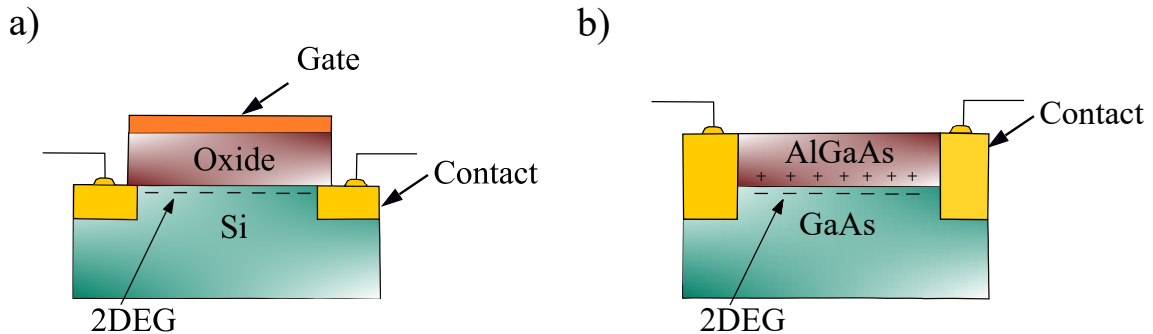 a)
Gate
Oxide
Contact
Si
2DEG
b)
Contact
AlGaAs
+ + + + + + +
GaAs
2DEG